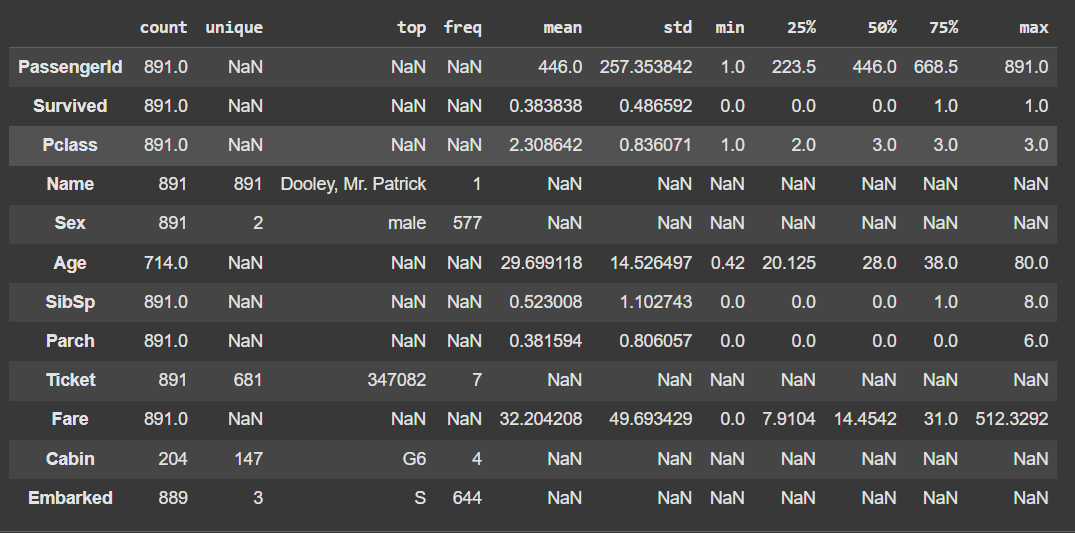 count unique top freq mean std min 25% 50% 75% max
PassengerId 891.0 NaN NaN NaN 446.0 257.353842 1.0 223.5 446.0 668.5 891.0
Survived 891.0 NaN NaN NaN 0.383838 0.486592 0.0 0.0 0.0 1.0 1.0
Pclass 891.0 NaN NaN NaN 2.308642 0.836071 1.0 2.0 3.0 3.0 3.0
Name 891 891 Dooley, Mr. Patrick 1 NaN NaN NaN NaN NaN NaN NaN
Sex 891 2 male 577 NaN NaN NaN NaN NaN NaN NaN
Age 714.0 NaN NaN NaN 29.699118 14.526497 0.42 20.125 28.0 38.0 80.0
SibSp 891.0 NaN NaN NaN 0.523008 1.102743 0.0 0.0 0.0 1.0 8.0
Parch 891.0 NaN NaN NaN 0.381594 0.806057 0.0 0.0 0.0 0.0 6.0
Ticket 891 681 347082 7 NaN NaN NaN NaN NaN NaN NaN
Fare 891.0 NaN NaN NaN 32.204208 49.693429 0.0 7.9104 14.4542 31.0 512.3292
Cabin 204 147 G6 4 NaN NaN NaN NaN NaN NaN NaN
Embarked 889 3 S 644 NaN NaN NaN NaN NaN NaN NaN